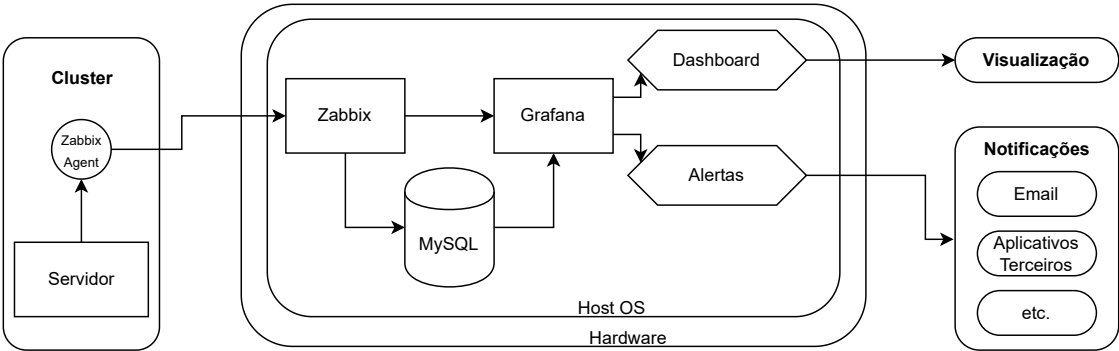 Cluster
Zabbix
Agent
Servidor
Zabbix
MySQL
Grafana
Dashboard
Alertas
Host OS
Hardware
Visualização
Notificações
Email
Aplicativos
Terceiros
etc.